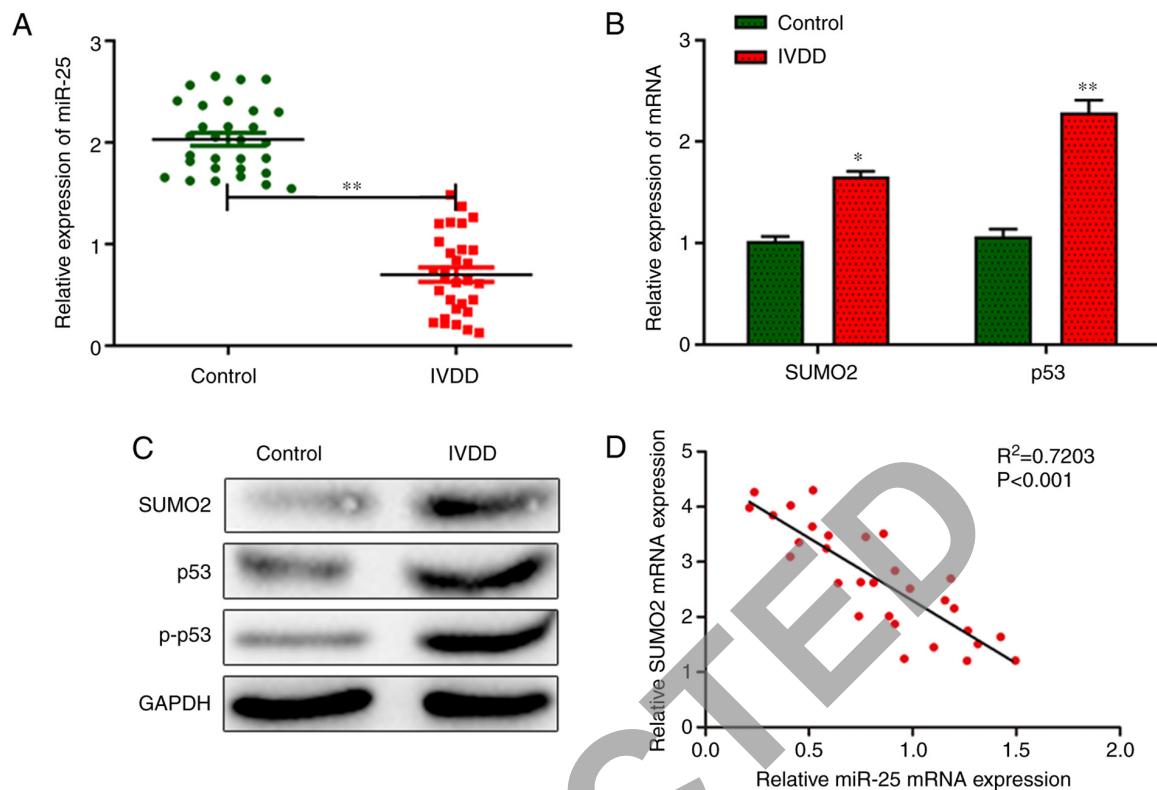 A
Relative expression of miR-25
3
2
1
0
**
Control
IVDD
B
Control
IVDD
Relative expression of mRNA
3
2
1
0
*
**
SUMO2
p53
C
Control
IVDD
SUMO2
p53
p-p53
GAPDH
D
Relative SUMO2 mRNA expression
5
4
3
2
1
0
R²=0.7203
P<0.001
0.0
0.5
1.0
1.5
2.0
Relative miR-25 mRNA expression
CTED